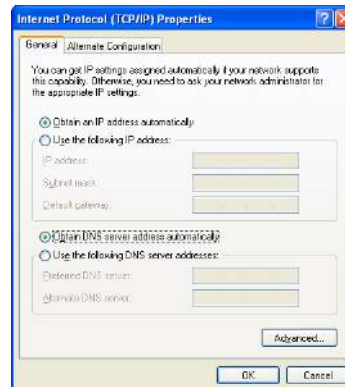 Internet Protocol (TCP/IP) Properties
General Alternate Configuration
You can get IP settings assigned automatically if your network supports
this capability. Otherwise, you need to ask your network administrator for
the appropriate IP settings.
Obtain an IP address automatically
Use the following IP address:
IP address:
Subnet mask:
Default gateway:
Obtain DNS server address automatically
Use the following DNS server addresses:
Preferred DNS server:
Alternate DNS server:
Advanced...
OK Cancel